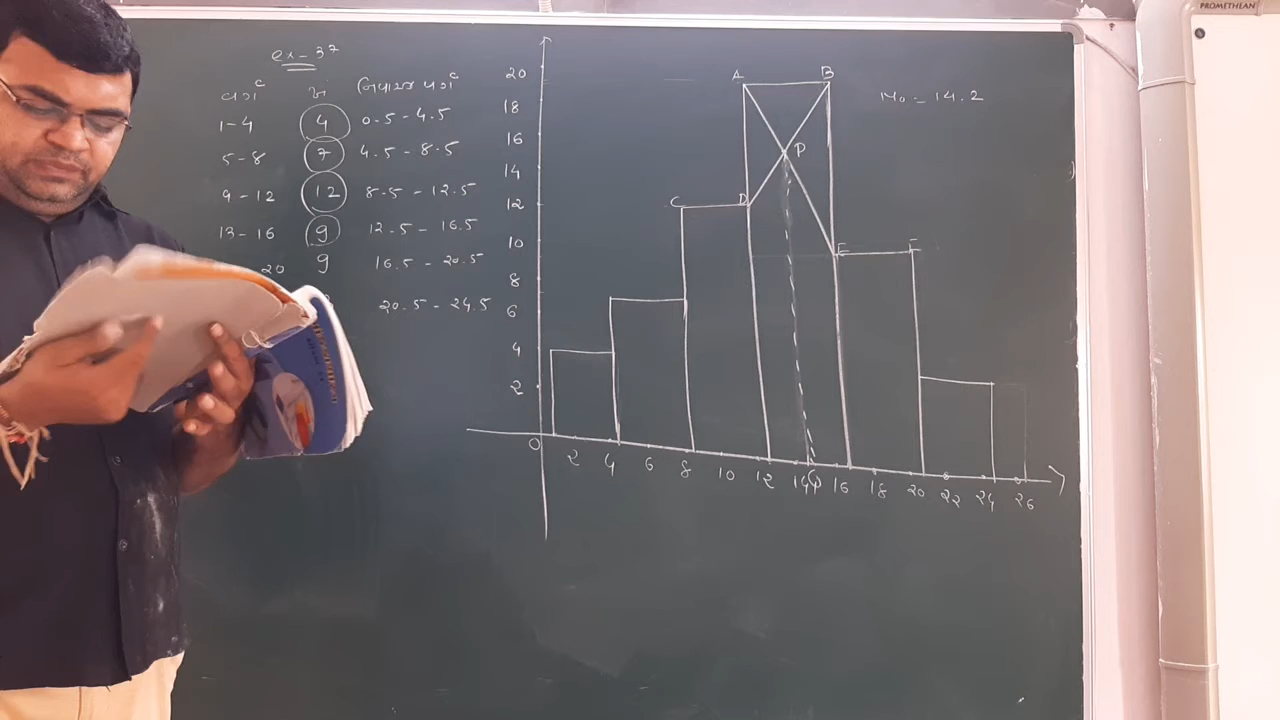 ex - 37
વર્ગ વર્ગ
1-4 4 0.5 - 4.5
5-8 7 4.5 - 8.5
9-12 12 8.5 - 12.5
13-16 9 12.5 - 16.5
20 9 16.5 - 20.5
20.5 - 24.5
20
18
16
14
12
10
8
6
4
2
0
2 4 6 8 10 12 14 16 18 20 22 24 26
A B
P
C D
E F
Mo = 14.2
PROMETHEAN